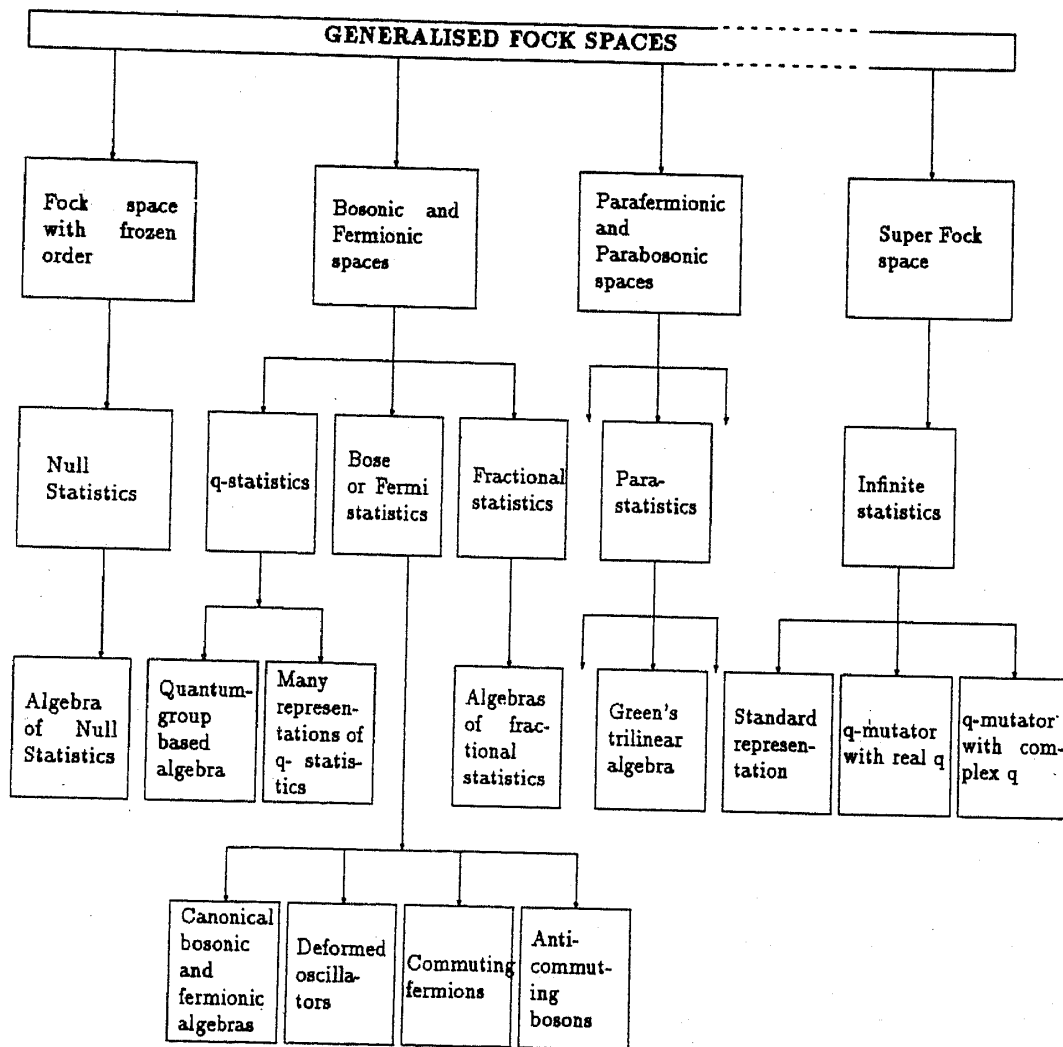 GENERALISED FOCK SPACES
Fock space
with frozen
order
Bosonic and
Fermionic
spaces
Parafermionic
and
Parabosonic
spaces
Super Fock
space
Null
Statistics
q-statistics
Bose
or Fermi
statistics
Fractional
statistics
Para-
statistics
Infinite
statistics
Algebra
of Null
Statistics
Quantum-
group
based
algebra
Many
represen-
tations of
q- statis-
tics
Algebras
of frac-
tional
statistics
Green's
trilinear
algebra
Standard
represen-
tation
q-mutator
with real q
q-mutator
with com-
plex q
Canonical
bosonic
and
fermionic
algebras
Deformed
oscilla-
tors
Commuting
fermions
Anti-
commut-
ing
bosons